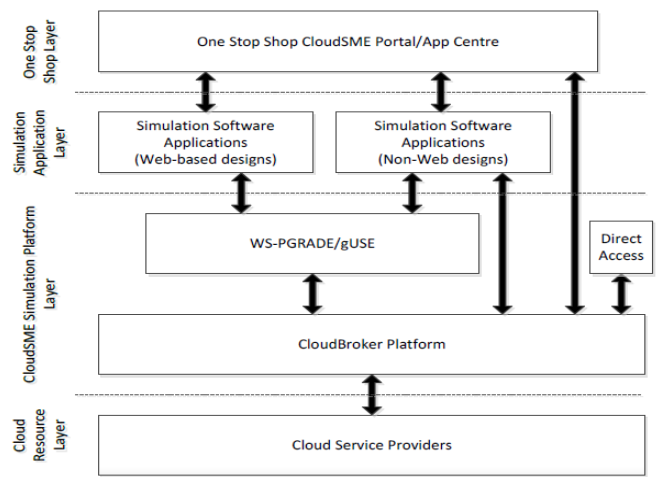 One Stop
Shop Layer
One Stop Shop CloudSME Portal/App Centre
Simulation
Application
Layer
Simulation Software
Applications
(Web-based designs)
Simulation Software
Applications
(Non-Web designs)
CloudSME Simulation Platform
Layer
WS-PGRADE/gUSE
Direct
Access
CloudBroker Platform
Cloud
Resource
Layer
Cloud Service Providers